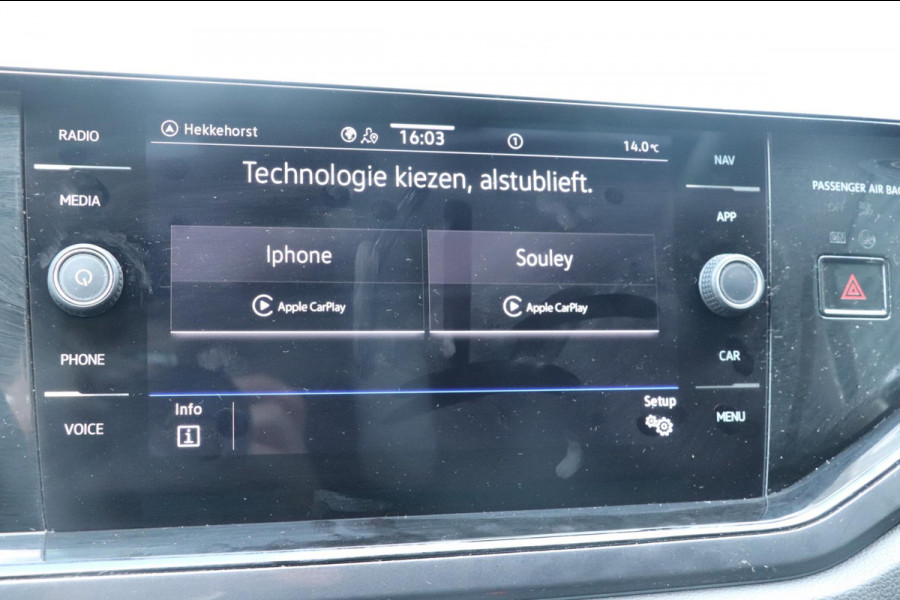 RADIO
MEDIA
PHONE
VOICE
Hekkehorst
16:03
1
14.0°C
Technologie kiezen, alstublieft.
Iphone
Apple CarPlay
Souley
Apple CarPlay
Info
i
Setup
NAV
APP
CAR
MENU
PASSENGER AIR BAG